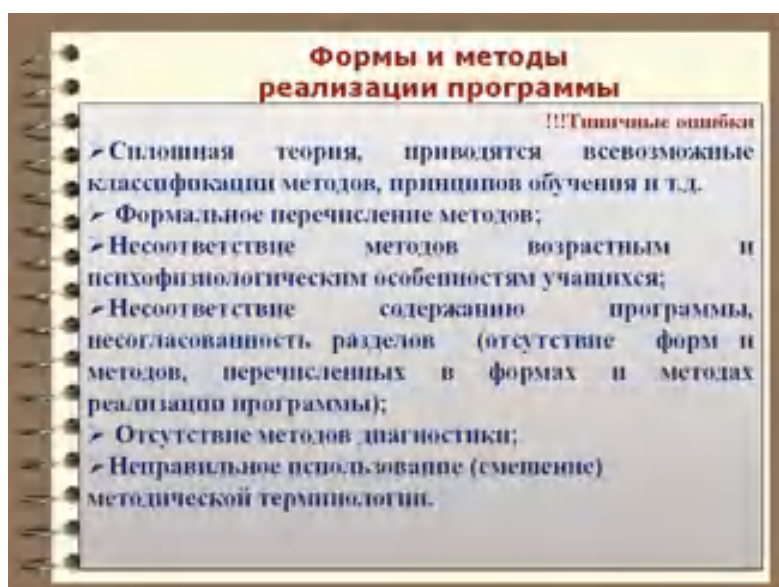 Формы и методы
реализации программы
!!!Типичные ошибки
➢Сплошная теория, приводятся всевозможные
классификации методов, принципов обучения и т.д.
➢ Формальное перечисление методов;
➢Несоответствие методов возрастным и
психофизиологическим особенностям учащихся;
➢Несоответствие содержанию программы,
несогласованность разделов (отсутствие форм и
методов, перечисленных в формах и методах
реализации программы);
➢ Отсутствие методов диагностики;
➢Неправильное использование (смешение)
методической терминологии.